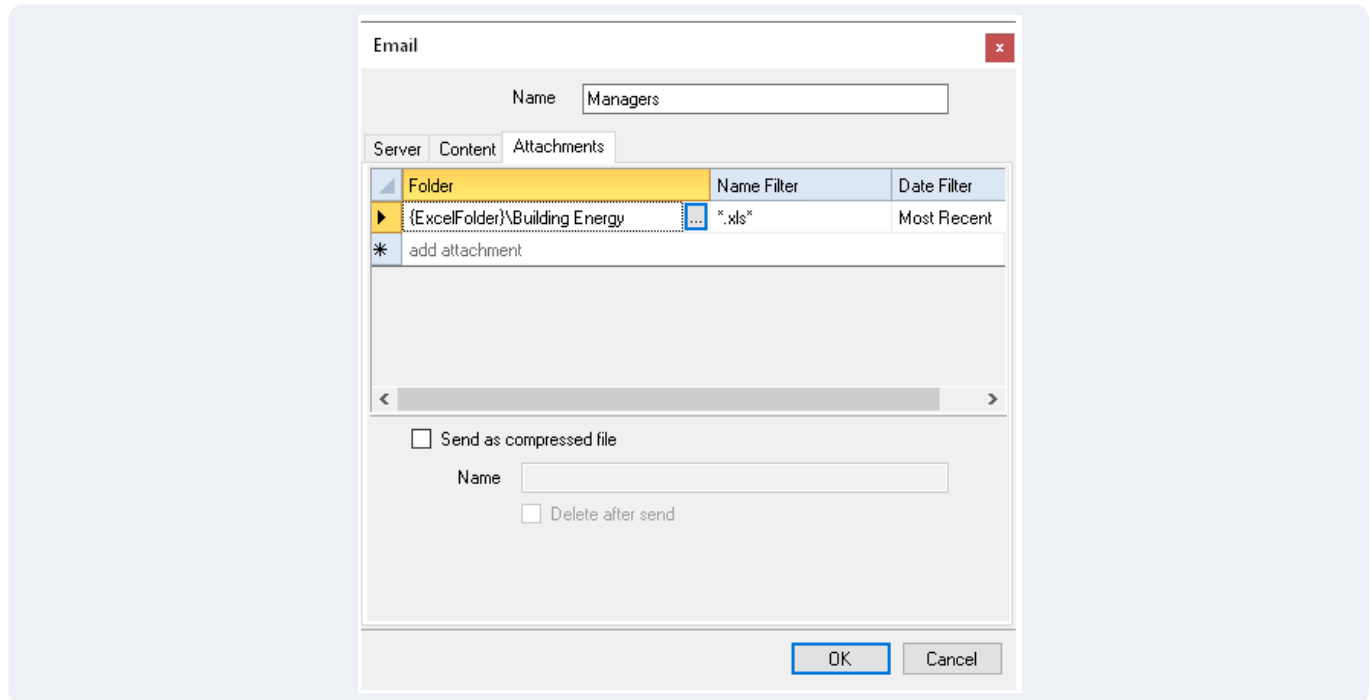 Email
x
Name Managers
Server Content Attachments
Folder Name Filter Date Filter
{ExcelFolder}\Building Energy ... *.xls* Most Recent
* add attachment
< >
Send as compressed file
Name
Delete after send
OK Cancel